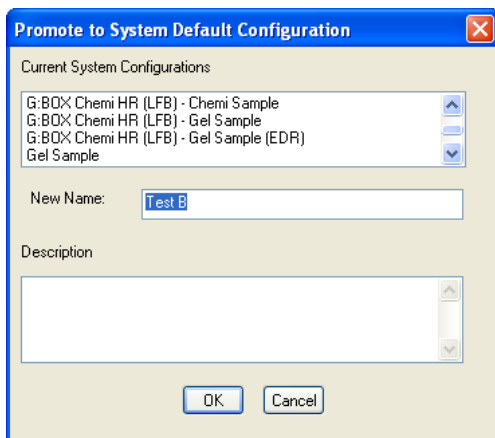 Promote to System Default Configuration
Current System Configurations
G:BOX Chemi HR (LFB) - Chemi Sample
G:BOX Chemi HR (LFB) - Gel Sample
G:BOX Chemi HR (LFB) - Gel Sample (EDR)
Gel Sample
New Name:
Test B
Description
OK
Cancel